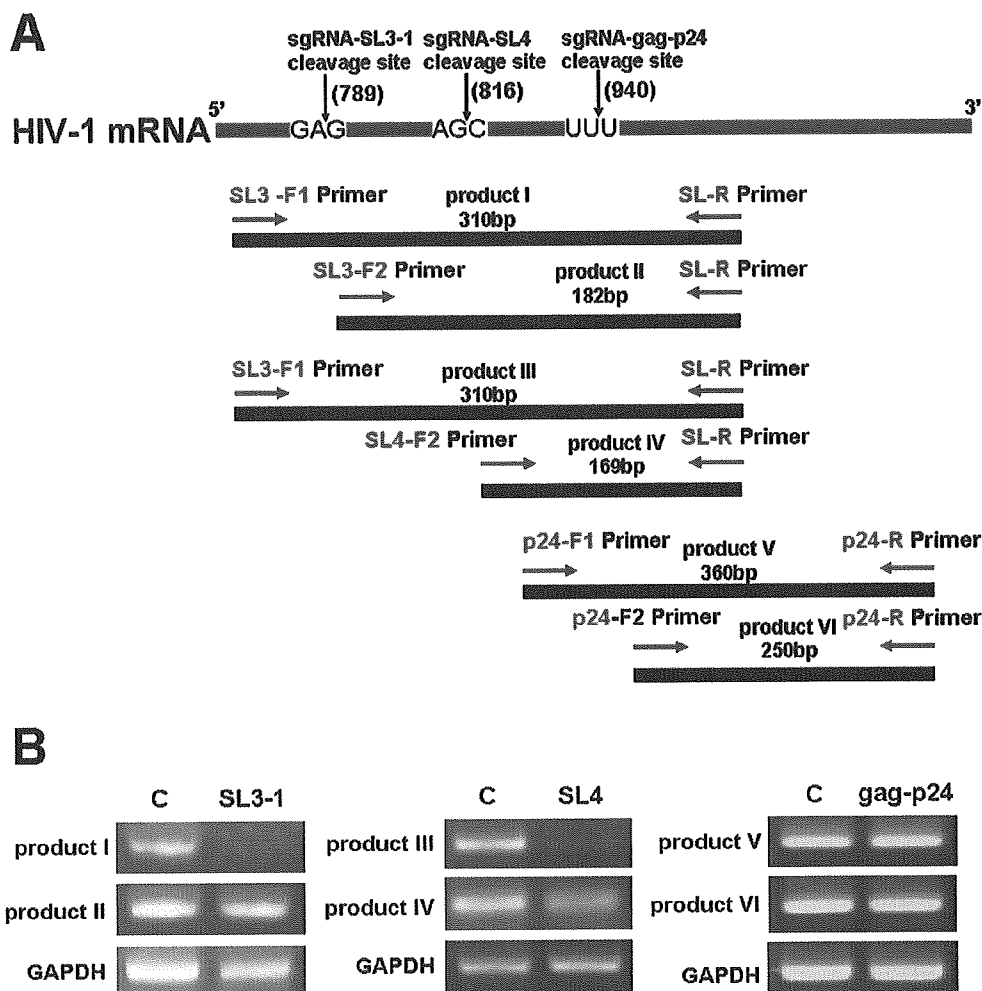 A
sgRNA-SL3-1 sgRNA-SL4 sgRNA-gag-p24
cleavage site cleavage site cleavage site
(789) (816) (940)
5' 3'
HIV-1 mRNA GAG AGC UUU
SL3 -F1 Primer product I SL-R Primer
310bp
SL3-F2 Primer product II SL-R Primer
182bp
SL3-F1 Primer product III SL-R Primer
310bp
SL4-F2 Primer product IV SL-R Primer
169bp
p24-F1 Primer product V p24-R Primer
360bp
p24-F2 Primer product VI p24-R Primer
250bp
B
C SL3-1 C SL4 C gag-p24
product I product III product V
product II product IV product VI
GAPDH GAPDH GAPDH